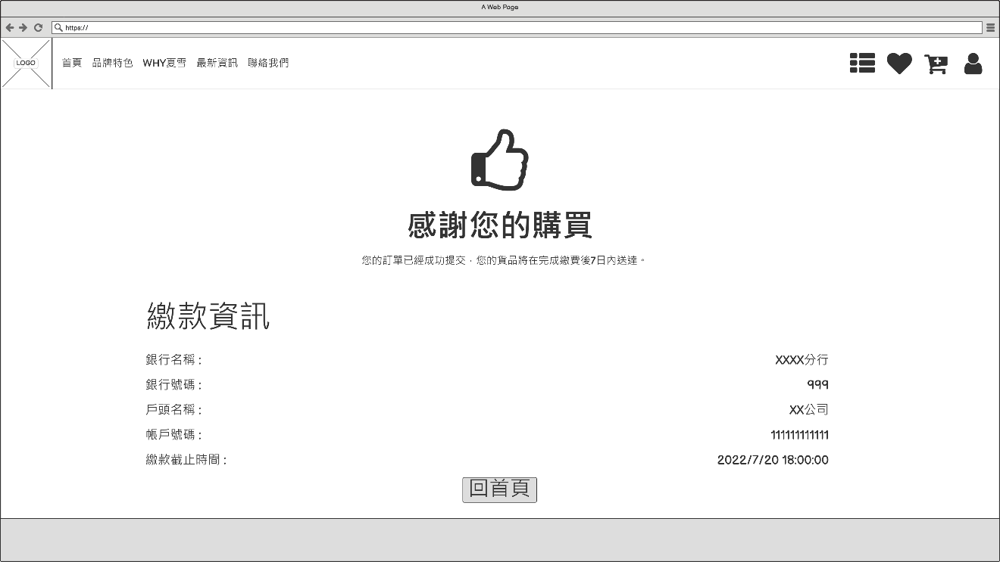 A Web Page
https://
LOGO 首頁 品牌特色 WHY夏雪 最新資訊 聯絡我們
感謝您的購買
您的訂單已經成功提交，您的貨品將在完成繳費後7日內送達。
繳款資訊
銀行名稱： XXXX分行
銀行號碼： 999
戶頭名稱： XX公司
帳戶號碼： 111111111111
繳款截止時間： 2022/7/20 18:00:00
回首頁